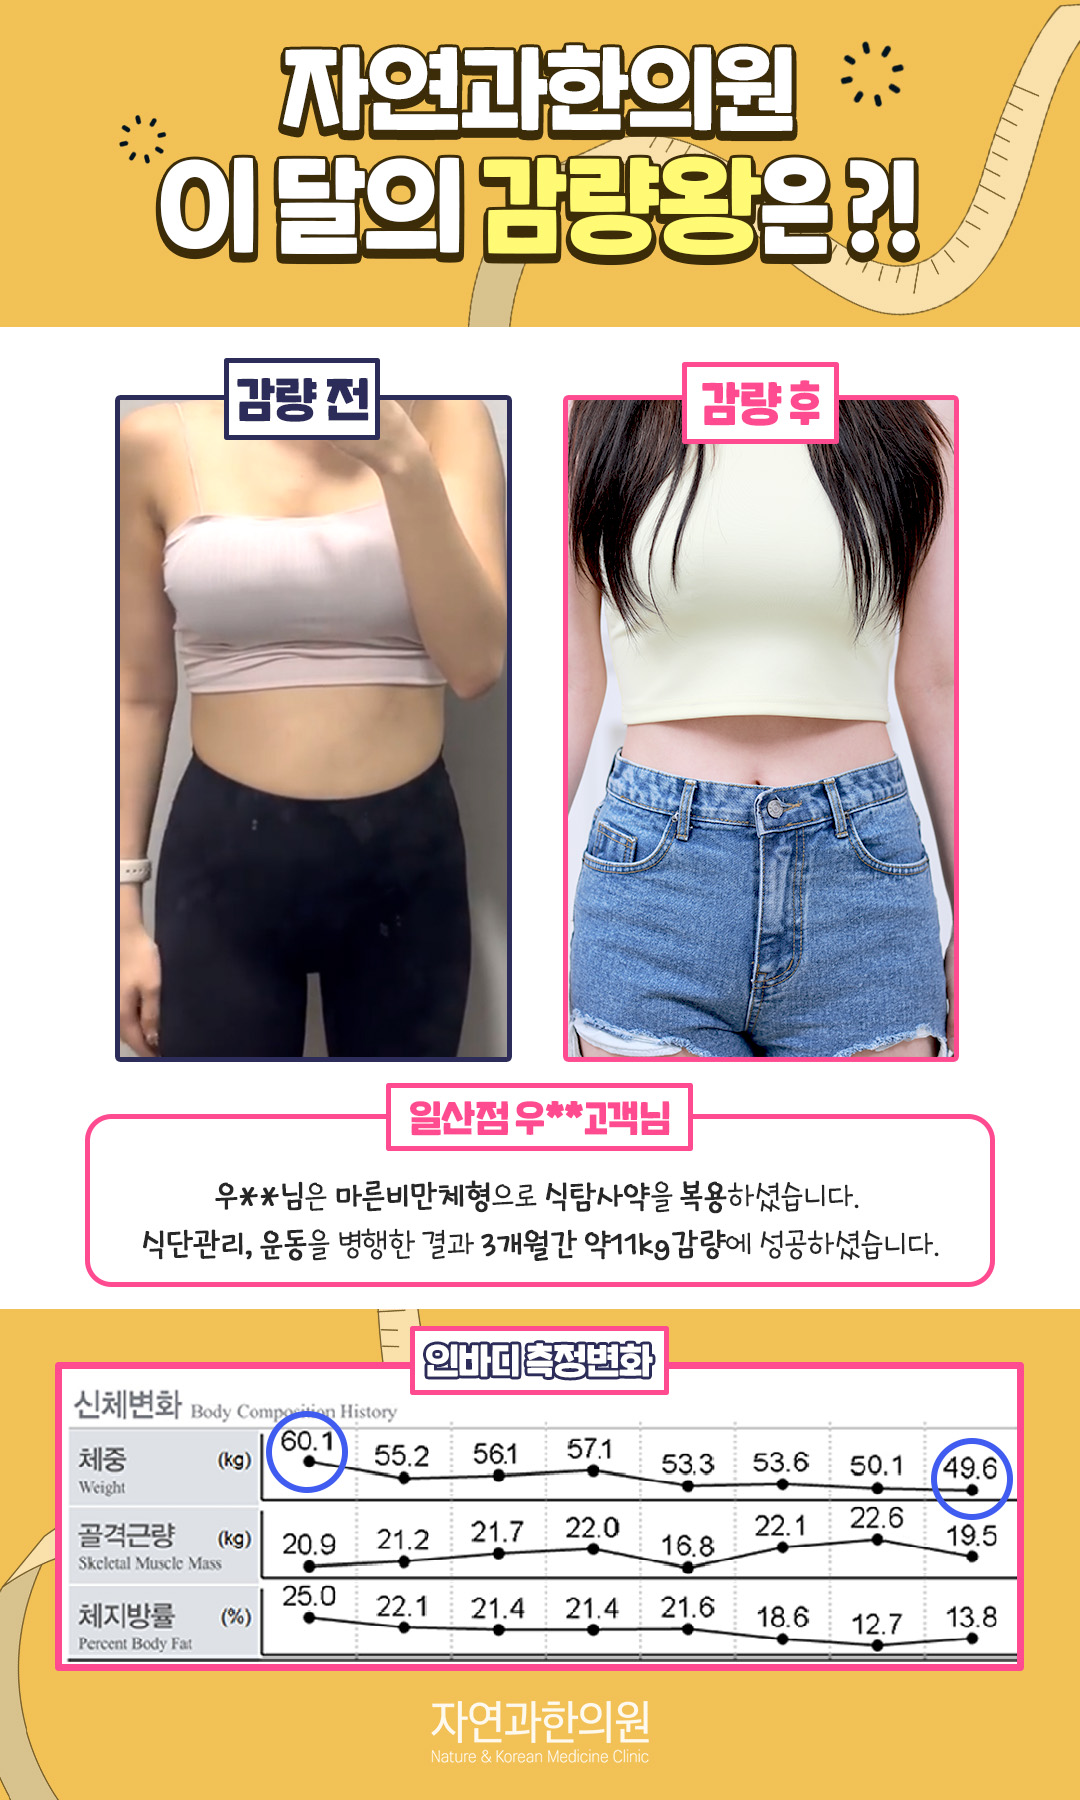 자연과한의원
이 달의 감량왕은?!
감량 전
감량 후
일산점 우**고객님
우**님은 마른비만체형으로 식탐사약을 복용하셨습니다.
식단관리, 운동을 병행한 결과 3개월간 약11kg감량에 성공하셨습니다.
인바디 측정변화
신체변화 Body Composition History
체중 (kg) 60.1 55.2 56.1 57.1 53.3 53.6 50.1 49.6
Weight
골격근량 (kg) 20.9 21.2 21.7 22.0 16.8 22.1 22.6 19.5
Skeletal Muscle Mass
체지방률 (%) 25.0 22.1 21.4 21.4 21.6 18.6 12.7 13.8
Percent Body Fat
자연과한의원
Nature & Korean Medicine Clinic